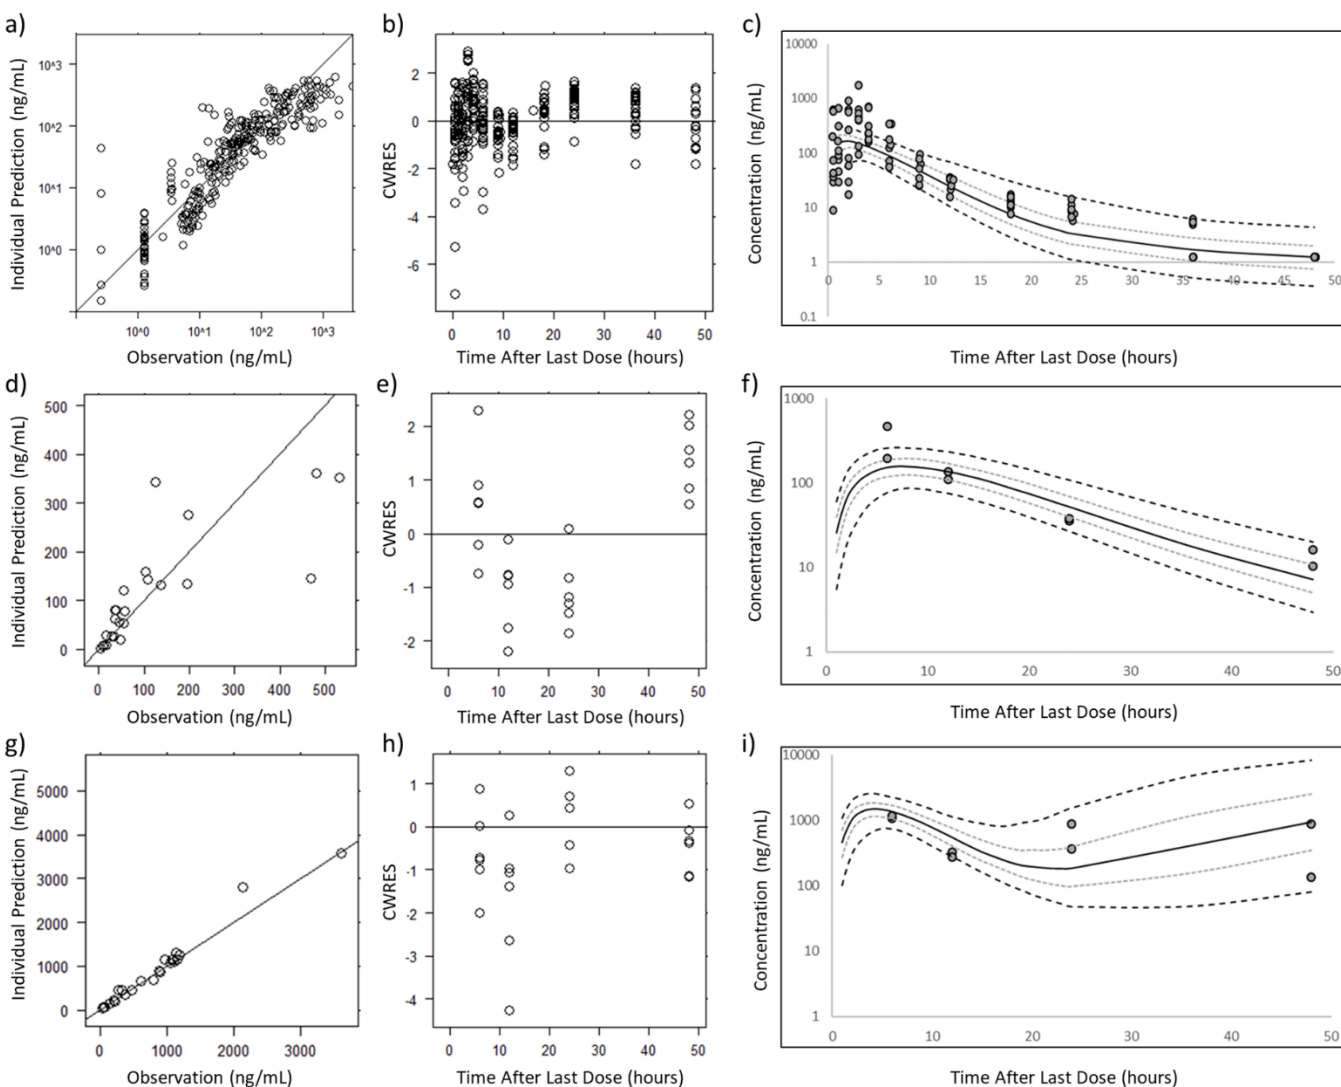 a)
Individual Prediction (ng/mL)
10^3
10^2
10^1
10^0
10^0 10^1 10^2 10^3
Observation (ng/mL)
b)
CWRES
2
0
-2
-4
-6
0 10 20 30 40 50
Time After Last Dose (hours)
c)
Concentration (ng/mL)
10000
1000
100
10
1
0.1
0 5 10 15 20 25 30 35 40 45 50
Time After Last Dose (hours)
d)
Individual Prediction (ng/mL)
500
400
300
200
100
0
0 100 200 300 400 500
Observation (ng/mL)
e)
CWRES
2
1
0
-1
-2
0 10 20 30 40 50
Time After Last Dose (hours)
f)
Concentration (ng/mL)
1000
100
10
1
0 10 20 30 40 50
Time After Last Dose (hours)
g)
Individual Prediction (ng/mL)
5000
4000
3000
2000
1000
0
0 1000 2000 3000
Observation (ng/mL)
h)
CWRES
1
0
-1
-2
-3
-4
0 10 20 30 40 50
Time After Last Dose (hours)
i)
Concentration (ng/mL)
10000
1000
100
10
1
0 10 20 30 40 50
Time After Last Dose (hours)